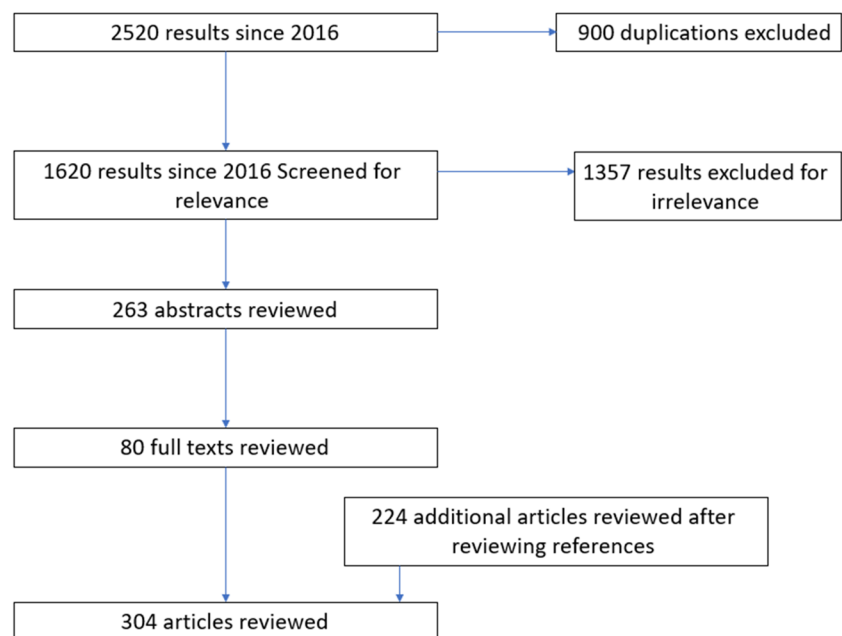 2520 results since 2016
900 duplications excluded
1620 results since 2016 Screened for
relevance
1357 results excluded for
irrelevance
263 abstracts reviewed
80 full texts reviewed
224 additional articles reviewed after
reviewing references
304 articles reviewed